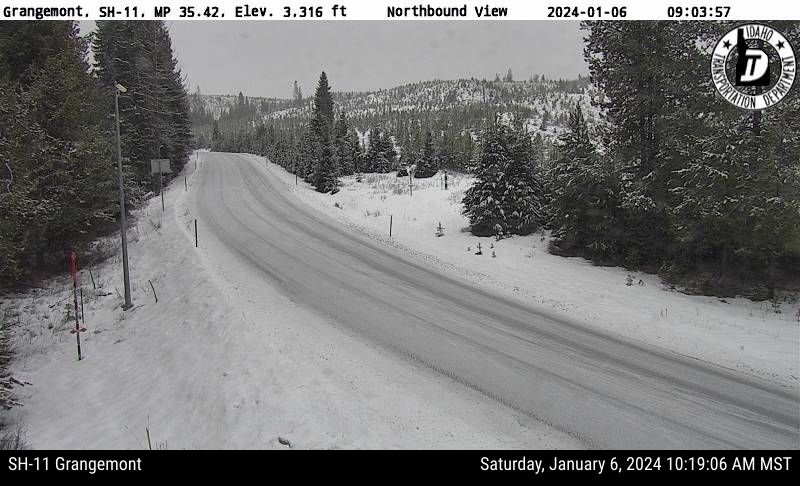 Grangemont, SH-11, MP 35.42, Elev. 3,316 ft Northbound View 2024-01-06 09:03:57
IDAHO TRANSPORTATION DEPARTMENT
SH-11 Grangemont Saturday, January 6, 2024 10:19:06 AM MST